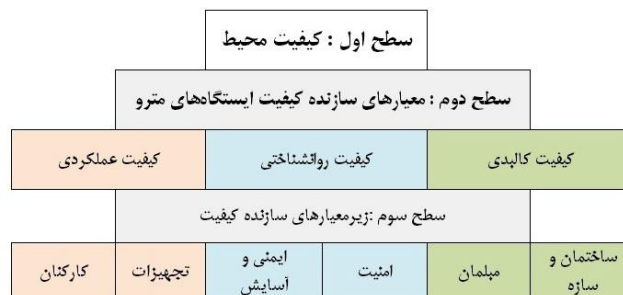 سطح اول : کیفیت محیط
سطح دوم : معیارهای سازنده کیفیت ایستگاه‌های مترو
کیفیت کالبدی
کیفیت روانشناختی
کیفیت عملکردی
سطح سوم :زیرمعیارهای سازنده کیفیت
ساختمان و
سازه
مبلمان
امنیت
ایمنی و
آسایش
تجهیزات
کارکنان